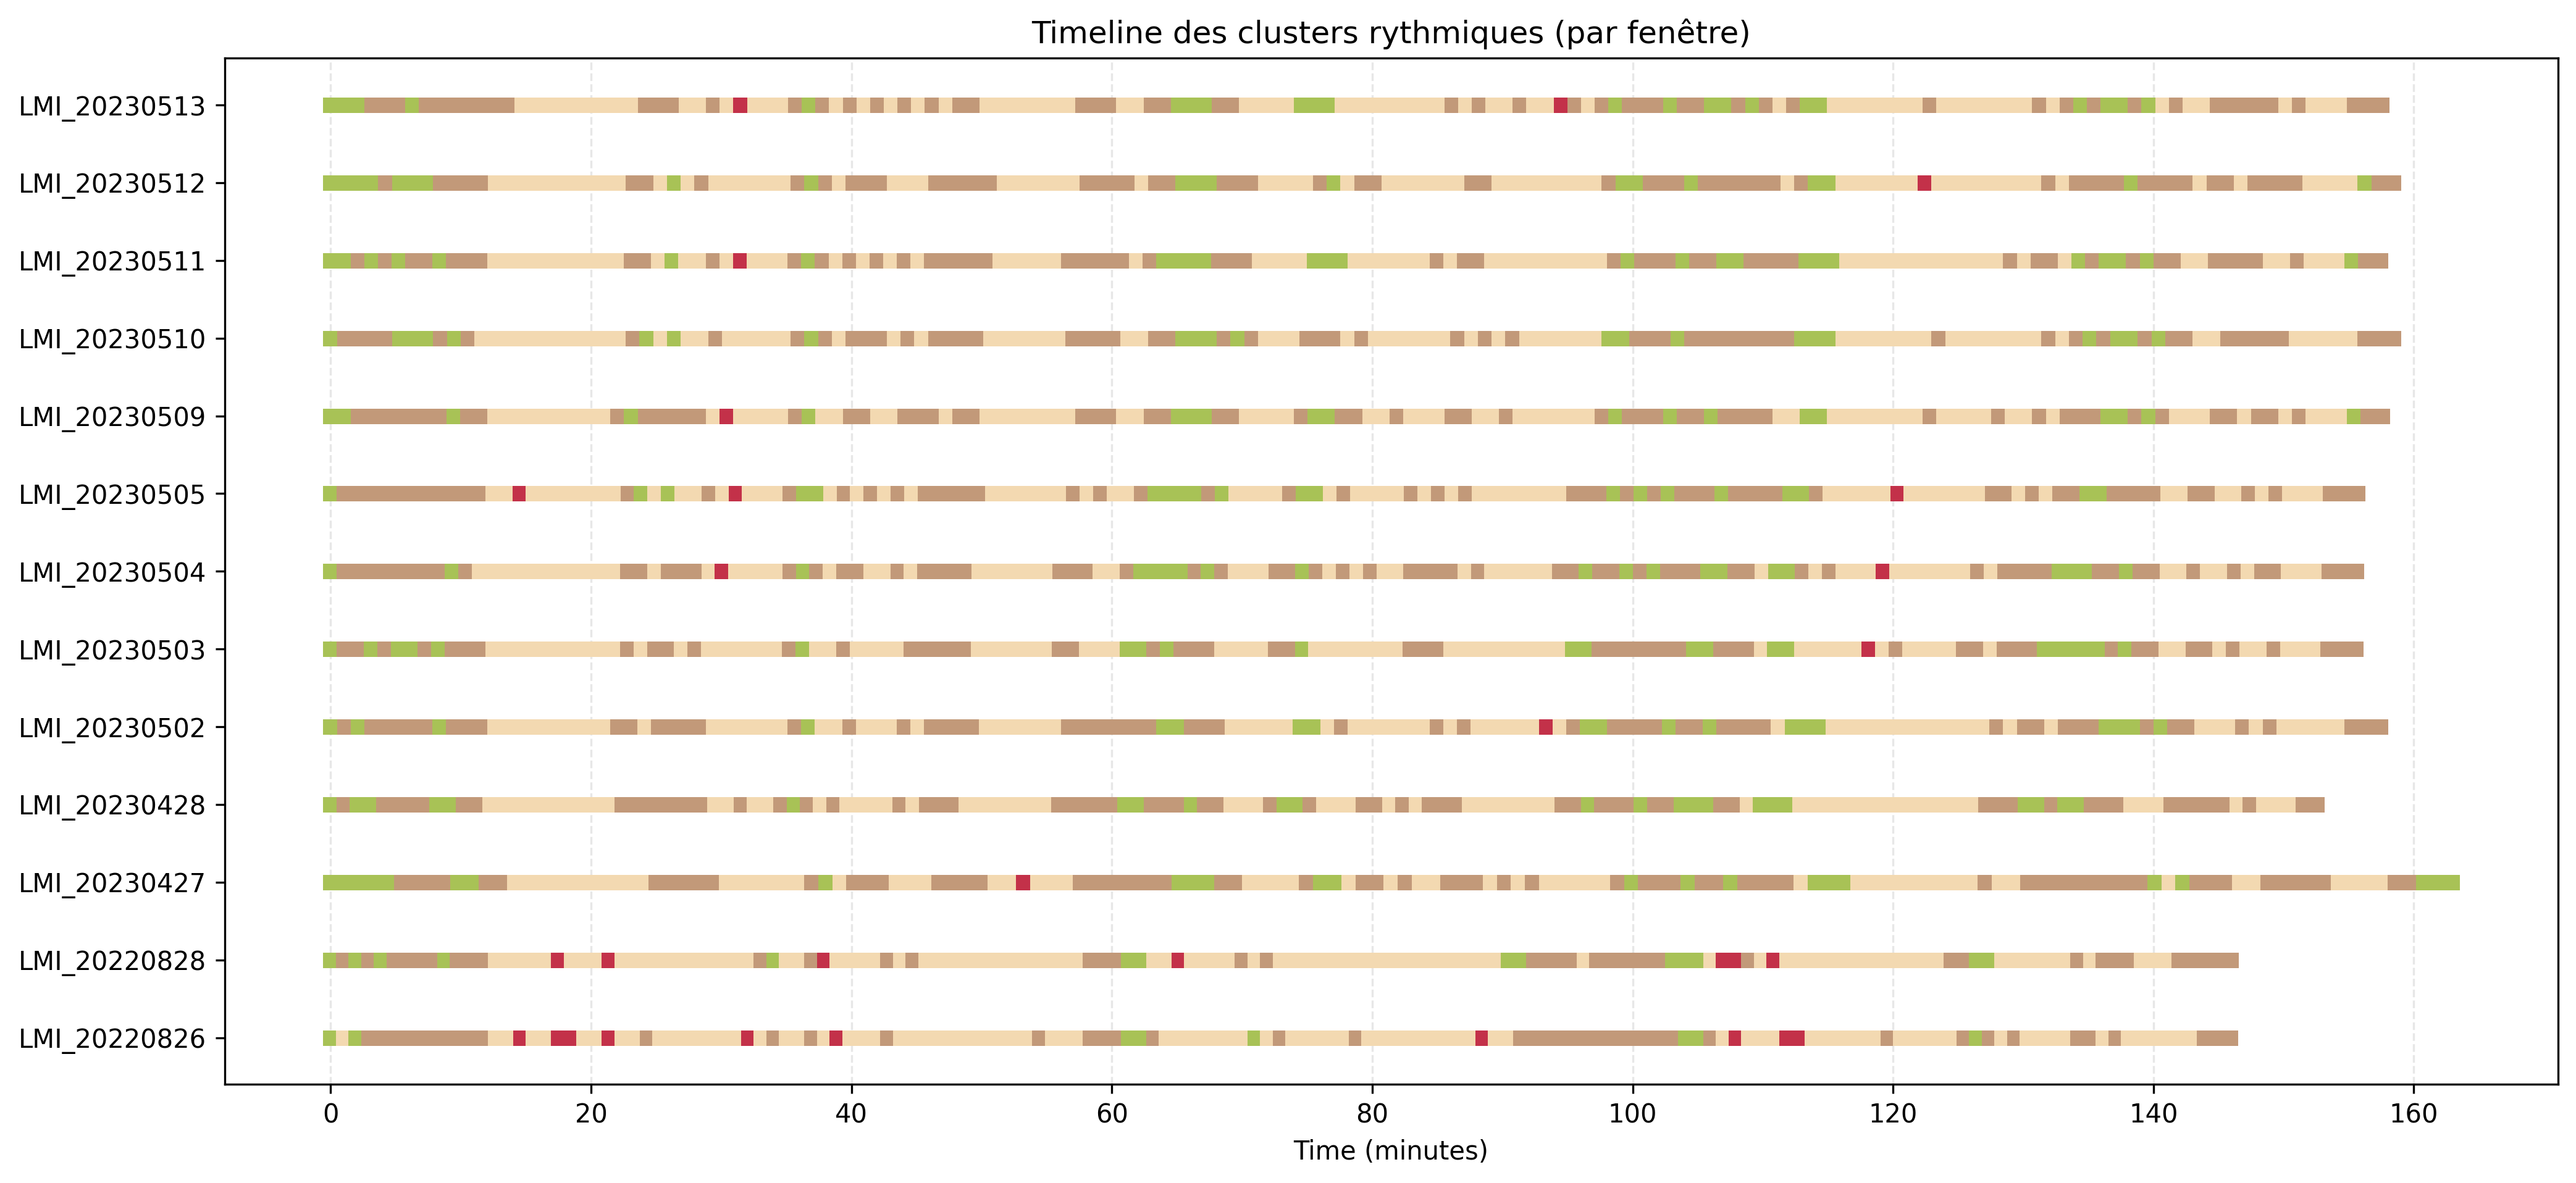 Timeline des clusters rythmiques (par fenêtre)
LMI_20230513
LMI_20230512
LMI_20230511
LMI_20230510
LMI_20230509
LMI_20230505
LMI_20230504
LMI_20230503
LMI_20230502
LMI_20230428
LMI_20230427
LMI_20220828
LMI_20220826
0 20 40 60 80 100 120 140 160
Time (minutes)